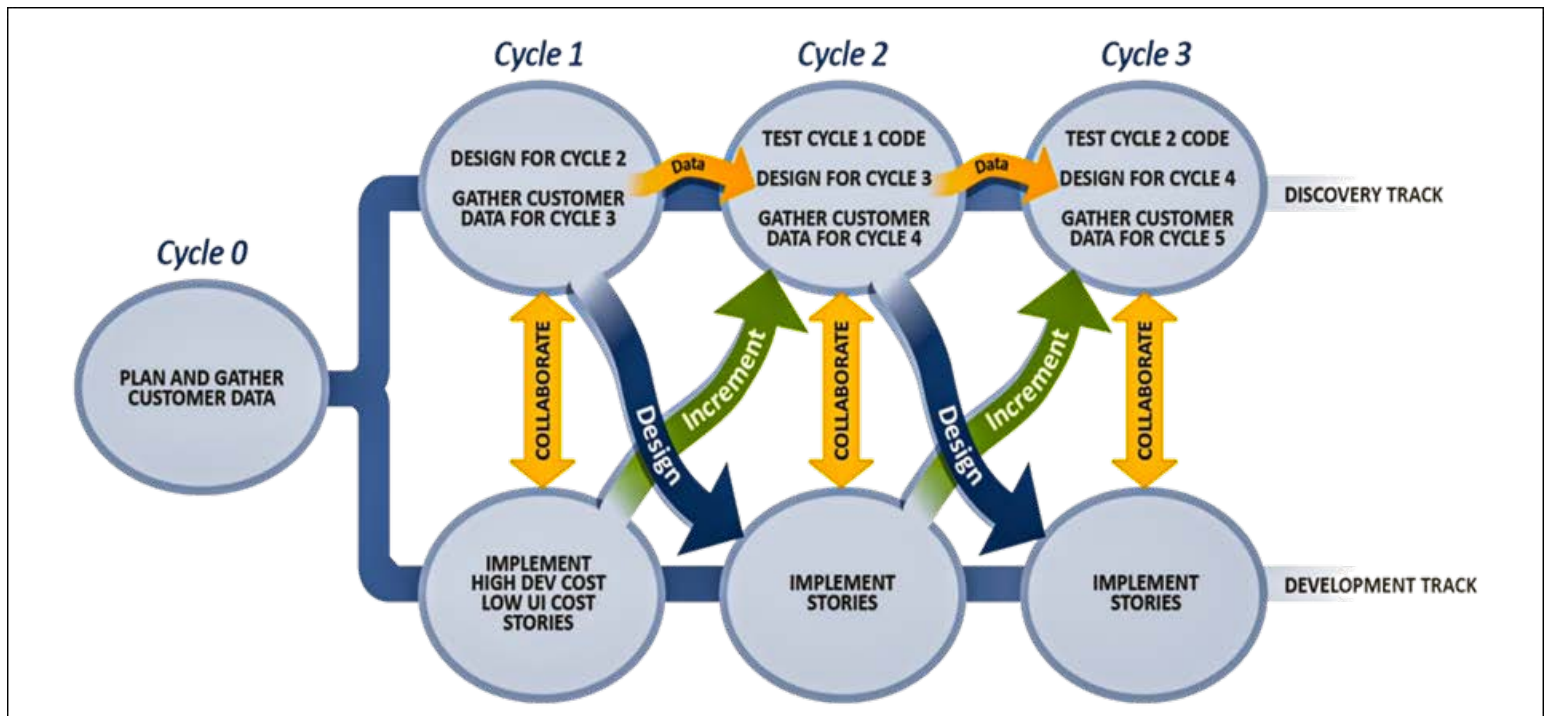 Cycle 1
Cycle 2
Cycle 3
DESIGN FOR CYCLE 2
GATHER CUSTOMER
DATA FOR CYCLE 3
Data
TEST CYCLE 1 CODE
DESIGN FOR CYCLE 3
GATHER CUSTOMER
DATA FOR CYCLE 4
Data
TEST CYCLE 2 CODE
DESIGN FOR CYCLE 4
GATHER CUSTOMER
DATA FOR CYCLE 5
DISCOVERY TRACK
Cycle 0
PLAN AND GATHER
CUSTOMER DATA
COLLABORATE
Design
Increment
COLLABORATE
Design
Increment
COLLABORATE
IMPLEMENT
HIGH DEV COST
LOW UI COST
STORIES
IMPLEMENT
STORIES
IMPLEMENT
STORIES
DEVELOPMENT TRACK